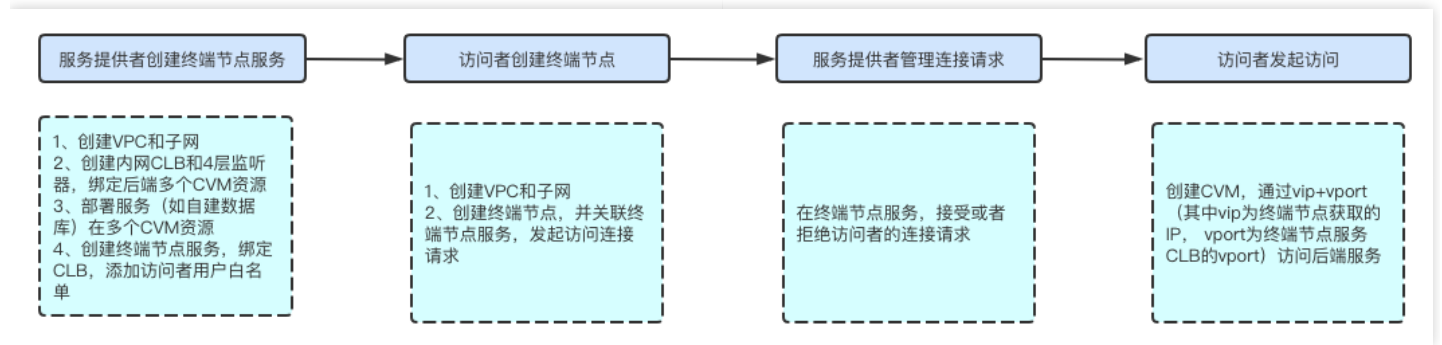 服务提供者创建终端节点服务
访问者创建终端节点
服务提供者管理连接请求
访问者发起访问
1、创建VPC和子网
2、创建内网CLB和4层监听
器，绑定后端多个CVM资源
3、部署服务（如自建数据
库）在多个CVM资源
4、创建终端节点服务，绑定
CLB，添加访问者用户白名
单
1、创建VPC和子网
2、创建终端节点，并关联终
端节点服务，发起访问连接
请求
在终端节点服务，接受或者
拒绝访问者的连接请求
创建CVM，通过vip+vport
（其中vip为终端节点获取的
IP， vport为终端节点服务
CLB的vport）访问后端服务